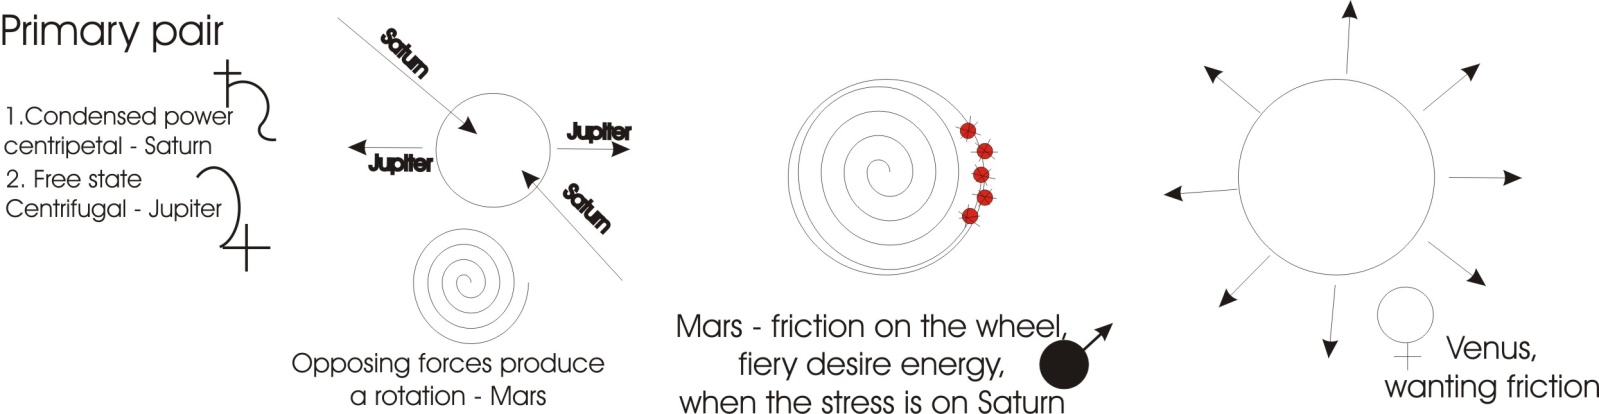 Primary pair
1.Condensed power
centripetal - Saturn
2. Free state
Centrifugal - Jupiter
Saturn
Jupiter
Jupiter
Saturn
Opposing forces produce
a rotation - Mars
Mars - friction on the wheel,
fiery desire energy,
when the stress is on Saturn
Venus,
wanting friction